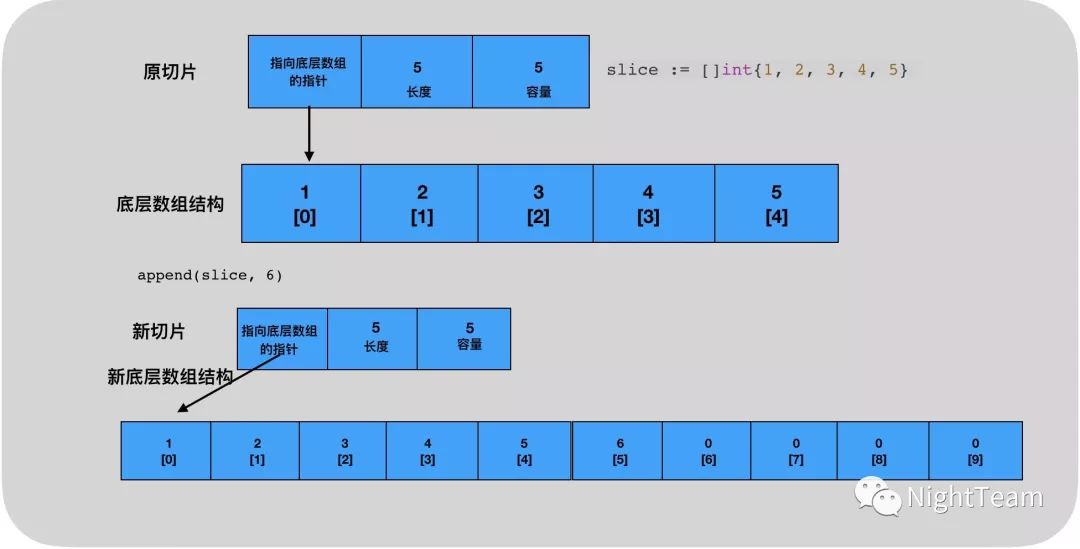 原切片
指向底层数组
的指针
5
长度
5
容量
slice := []int{1, 2, 3, 4, 5}
底层数组结构
1
[0]
2
[1]
3
[2]
4
[3]
5
[4]
append(slice, 6)
新切片
指向底层数组
的指针
5
长度
5
容量
新底层数组结构
1
[0]
2
[1]
3
[2]
4
[3]
5
[4]
6
[5]
0
[6]
0
[7]
0
[8]
0
[9]
NightTeam